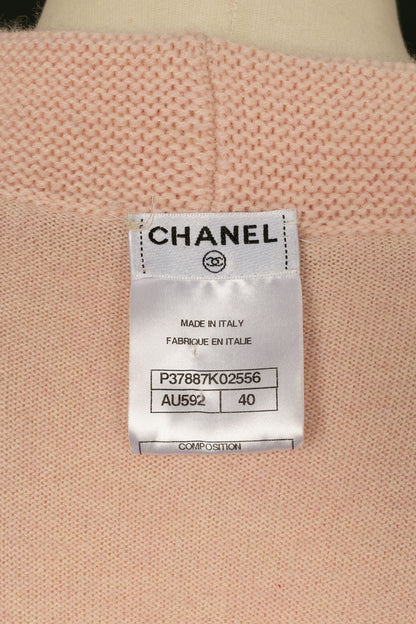 CHANEL
MADE IN ITALY
FABRIQUE EN ITALIE
P37887K02556
AU592 40
COMPOSITION